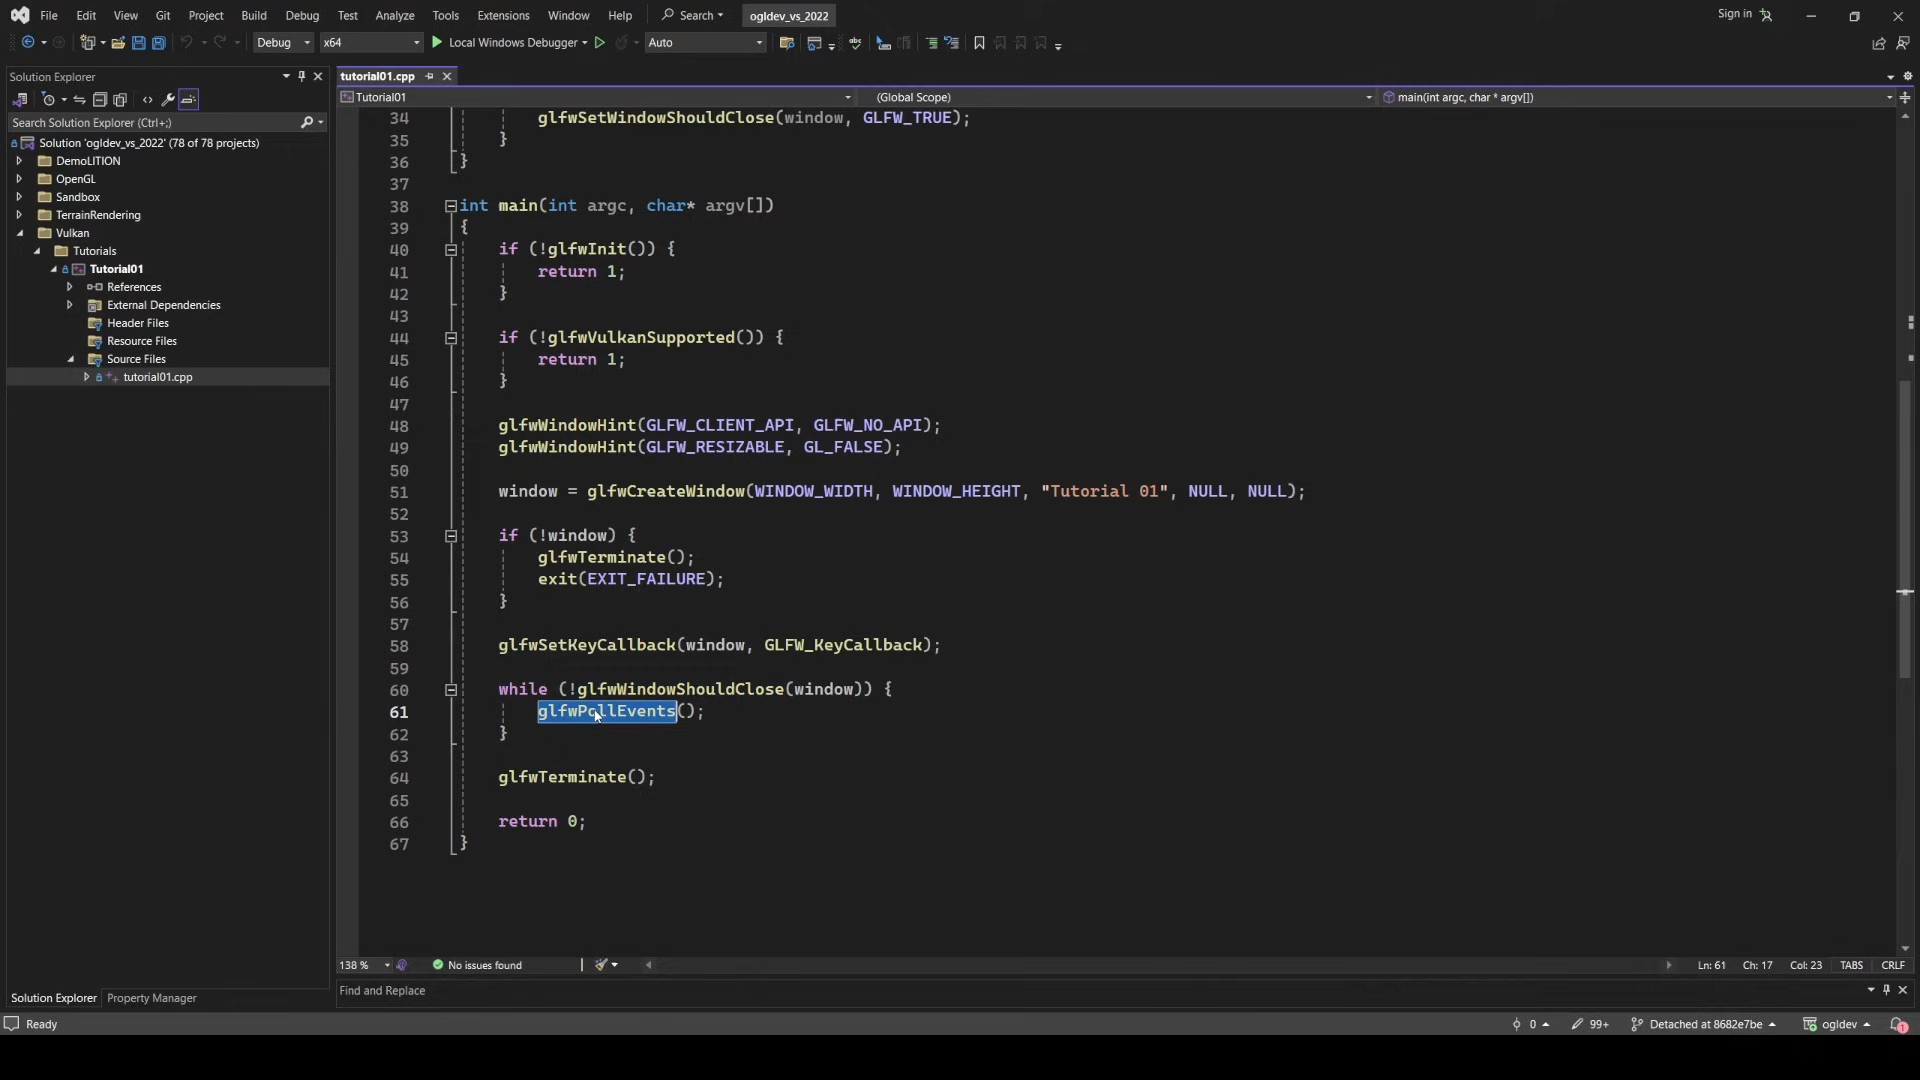 File Edit View Git Project Build Debug Test Analyze Tools Extensions Window Help Search ogldev_vs_2022 Sign in
Debug x64 Local Windows Debugger Auto
Solution Explorer
Search Solution Explorer (Ctrl+;)
Solution 'ogldev_vs_2022' (78 of 78 projects)
DemoLITION
OpenGL
Sandbox
TerrainRendering
Vulkan
Tutorials
Tutorial01
References
External Dependencies
Header Files
Resource Files
Source Files
tutorial01.cpp
Solution Explorer Property Manager
tutorial01.cpp
Tutorial01 (Global Scope) main(int argc, char * argv[])
34 glfwSetWindowShouldClose(window, GLFW_TRUE);
35 }
36 }
37
38 int main(int argc, char* argv[])
39 {
40 if (!glfwInit()) {
41 return 1;
42 }
43
44 if (!glfwVulkanSupported()) {
45 return 1;
46 }
47
48 glfwWindowHint(GLFW_CLIENT_API, GLFW_NO_API);
49 glfwWindowHint(GLFW_RESIZABLE, GL_FALSE);
50
51 window = glfwCreateWindow(WINDOW_WIDTH, WINDOW_HEIGHT, "Tutorial 01", NULL, NULL);
52
53 if (!window) {
54 glfwTerminate();
55 exit(EXIT_FAILURE);
56 }
57
58 glfwSetKeyCallback(window, GLFW_KeyCallback);
59
60 while (!glfwWindowShouldClose(window)) {
61 glfwPollEvents();
62 }
63
64 glfwTerminate();
65
66 return 0;
67 }
138 % No issues found Ln: 61 Ch: 17 Col: 23 TABS CRLF
Find and Replace
Ready 0 99+ Detached at 8682e7be ogldev 1